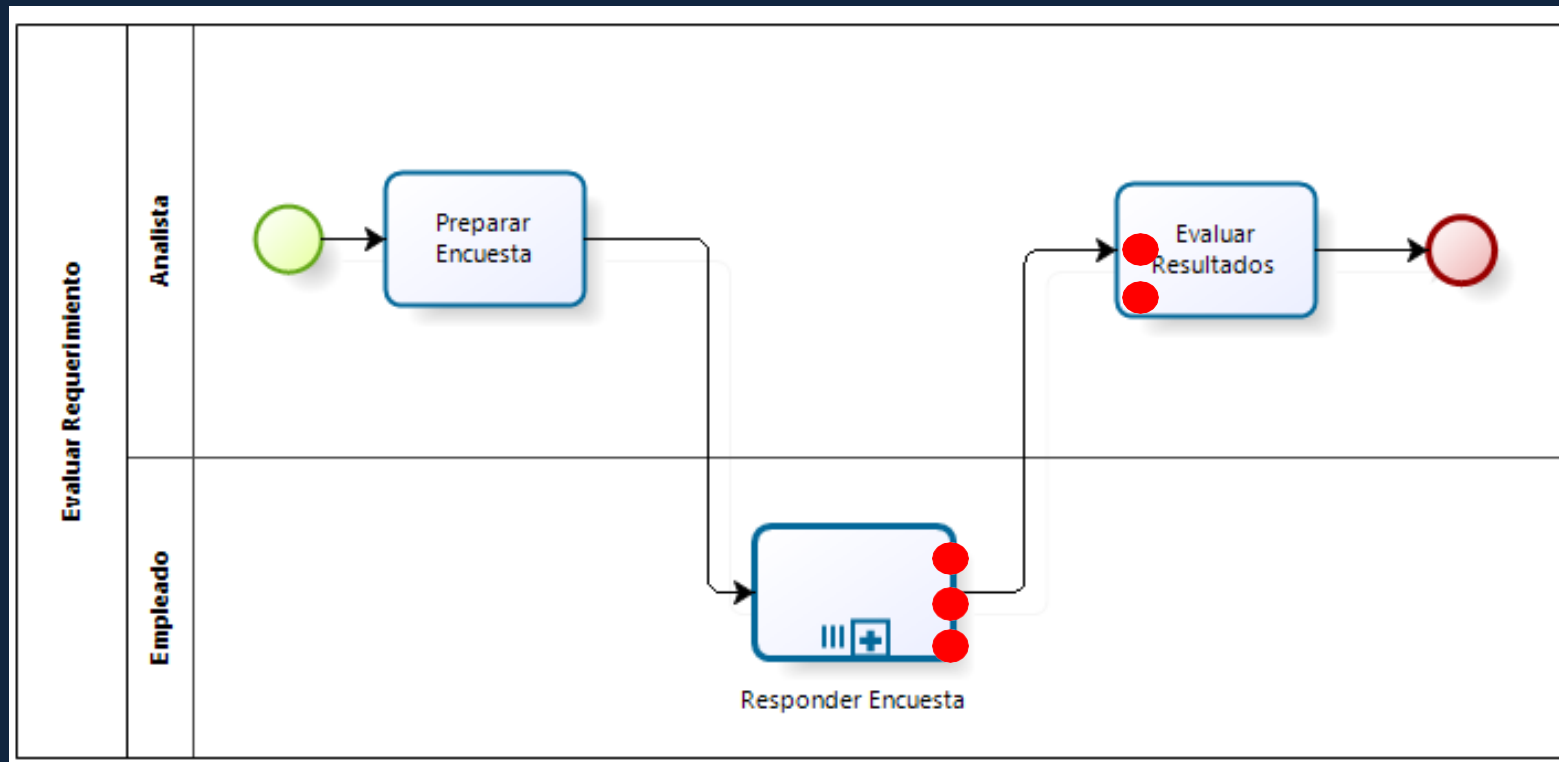 Evaluar Requerimiento
Analista
Preparar
Encuesta
Evaluar
Resultados
Empleado
Responder Encuesta